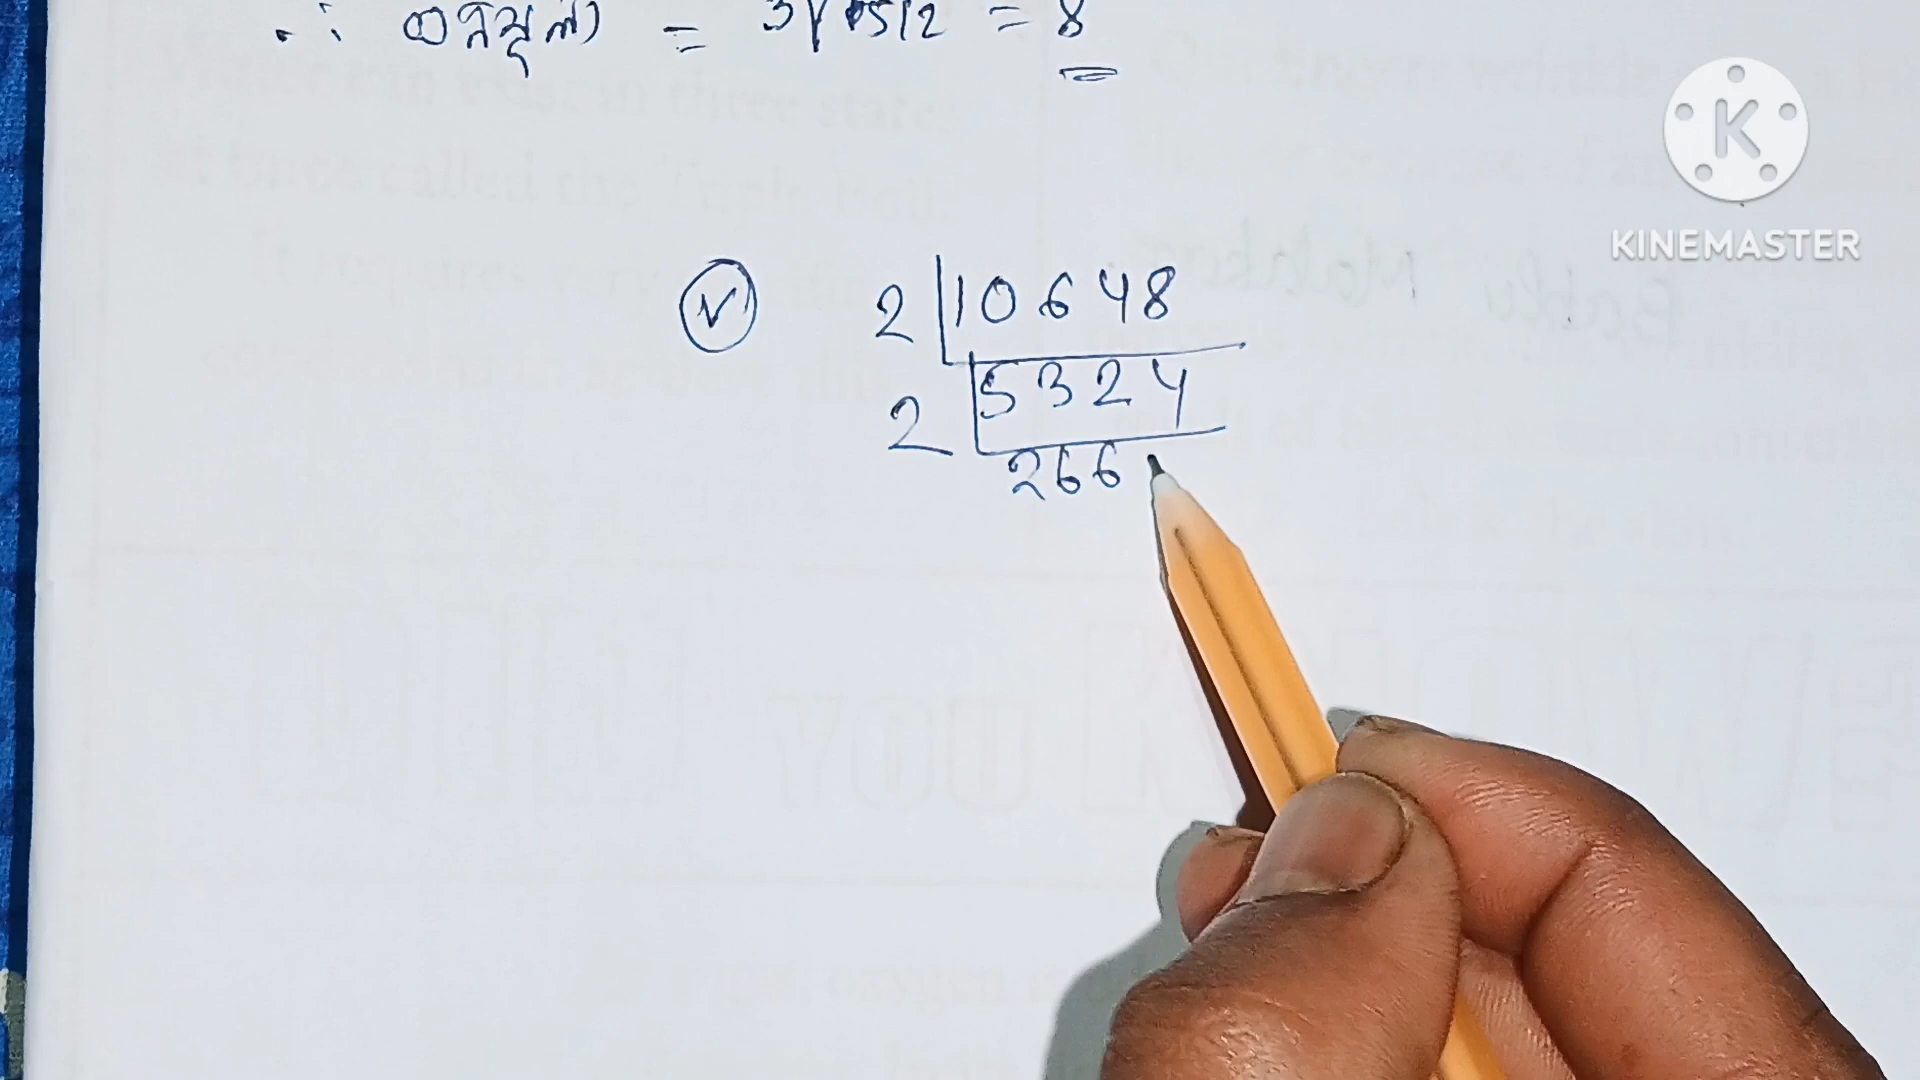 ∴ ଘନମୂଳ = ∛512 = 8
K
KINEMASTER
(V) 2 | 10648
2 | 5324
266